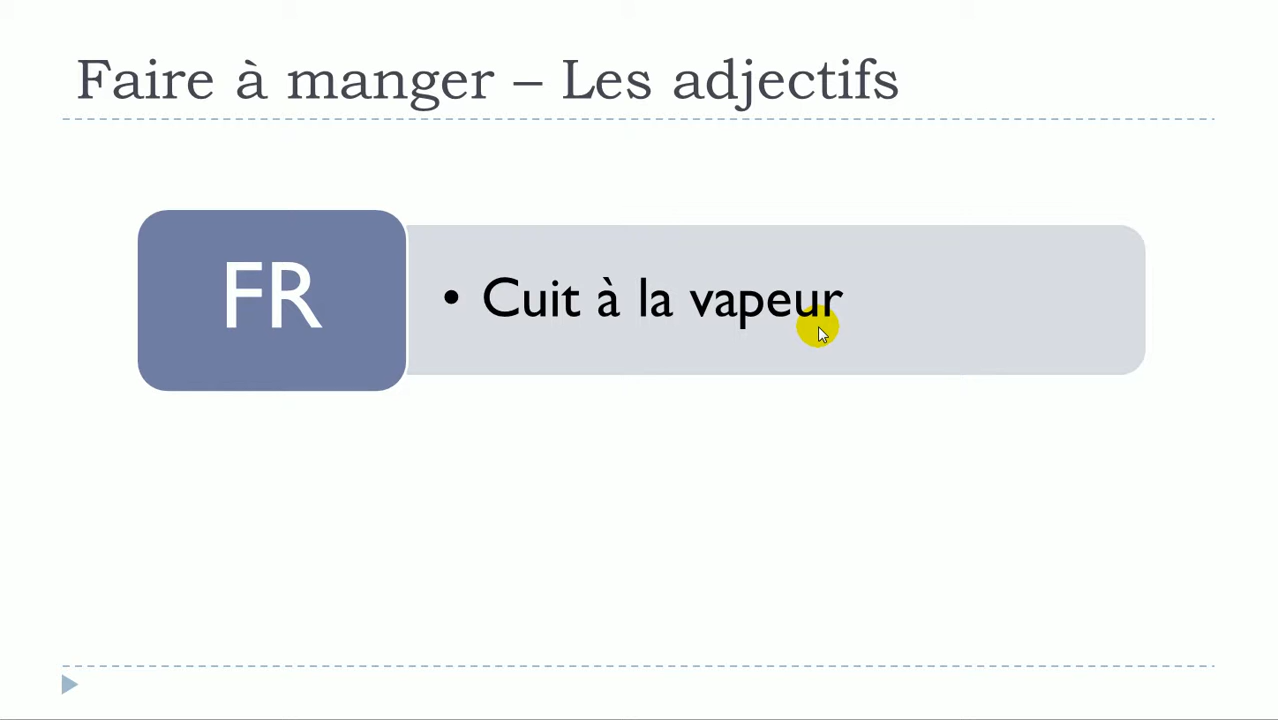 Faire à manger – Les adjectifs
FR
• Cuit à la vapeur